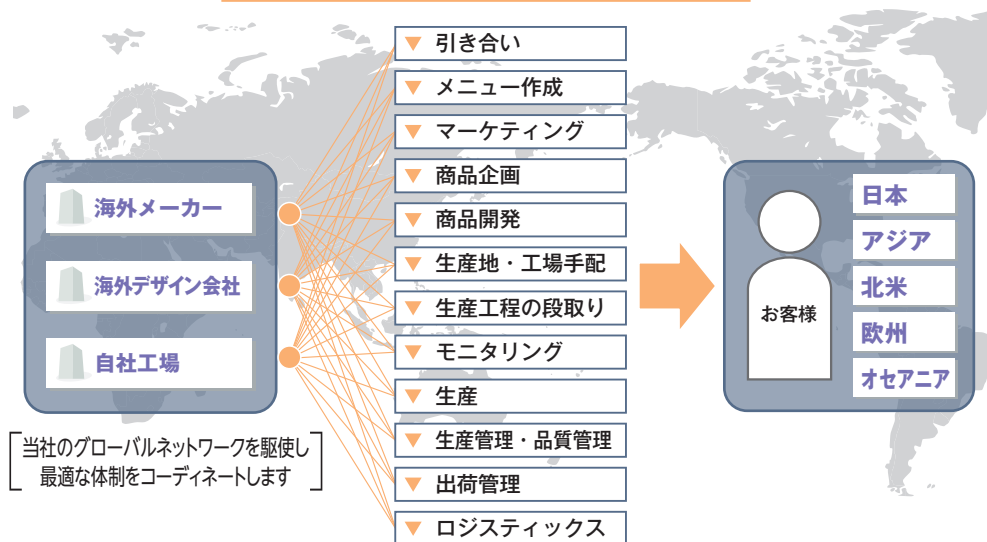 海外メーカー
海外デザイン会社
自社工場
当社のグローバルネットワークを駆使し
最適な体制をコーディネートします
▼ 引き合い
▼ メニュー作成
▼ マーケティング
▼ 商品企画
▼ 商品開発
▼ 生産地・工場手配
▼ 生産工程の段取り
▼ モニタリング
▼ 生産
▼ 生産管理・品質管理
▼ 出荷管理
▼ ロジスティックス
お客様
日本
アジア
北米
欧州
オセアニア